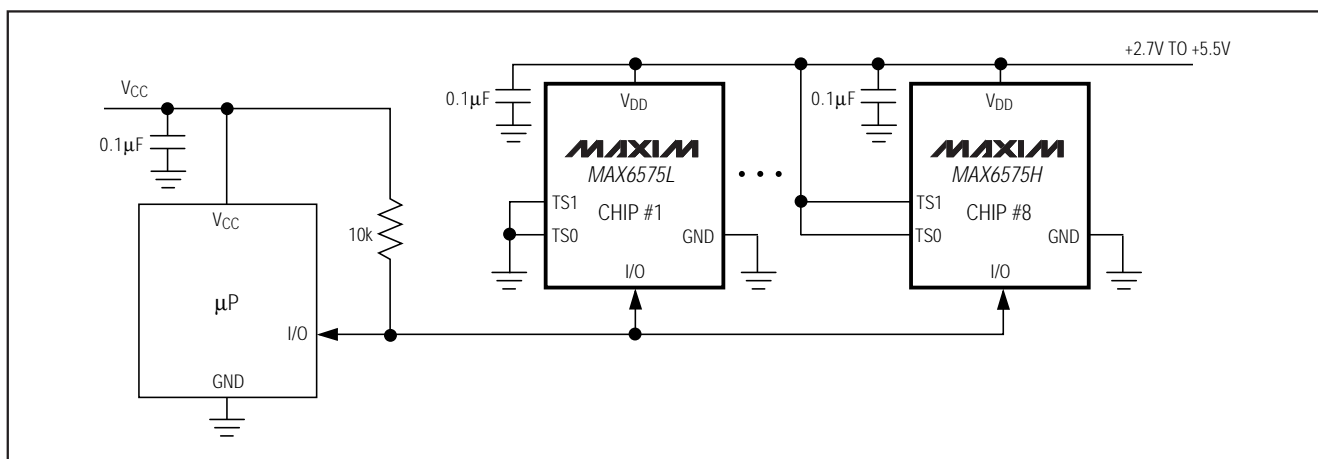 +2.7V TO +5.5V
VCC
0.1µF
VCC
10k
µP
I/O
GND
0.1µF
VDD
MAXIM
MAX6575L
CHIP #1
TS1
TS0
GND
I/O
0.1µF
VDD
MAXIM
MAX6575H
CHIP #8
TS1
TS0
GND
I/O